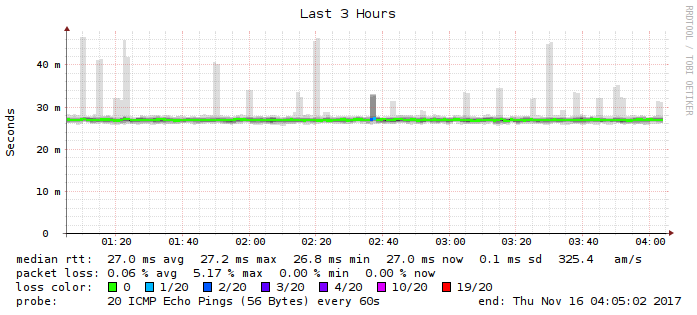 Last 3 Hours
RRDTOOL / TOBI OETIKER
Seconds
40 m
30 m
20 m
10 m
0
01:20 01:40 02:00 02:20 02:40 03:00 03:20 03:40 04:00
median rtt: 27.0 ms avg 27.2 ms max 26.8 ms min 27.0 ms now 0.1 ms sd 325.4 am/s
packet loss: 0.06 % avg 5.17 % max 0.00 % min 0.00 % now
loss color: 0 1/20 2/20 3/20 4/20 10/20 19/20
probe: 20 ICMP Echo Pings (56 Bytes) every 60s end: Thu Nov 16 04:05:02 2017